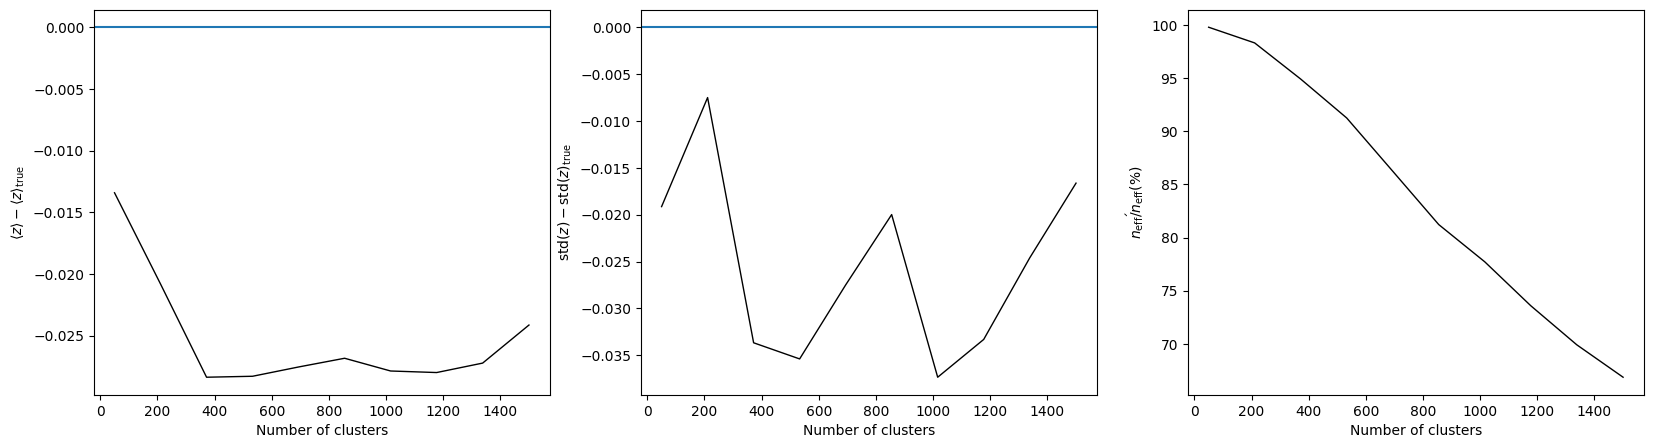 0.000
−0.005
−0.010
−0.015
−0.020
−0.025
⟨z⟩ − ⟨z⟩true
0 200 400 600 800 1000 1200 1400
Number of clusters
0.000
−0.005
−0.010
−0.015
−0.020
−0.025
−0.030
−0.035
std(z) − std(z)true
0 200 400 600 800 1000 1200 1400
Number of clusters
100
95
90
85
80
75
70
n′eff/neff(%)
0 200 400 600 800 1000 1200 1400
Number of clusters